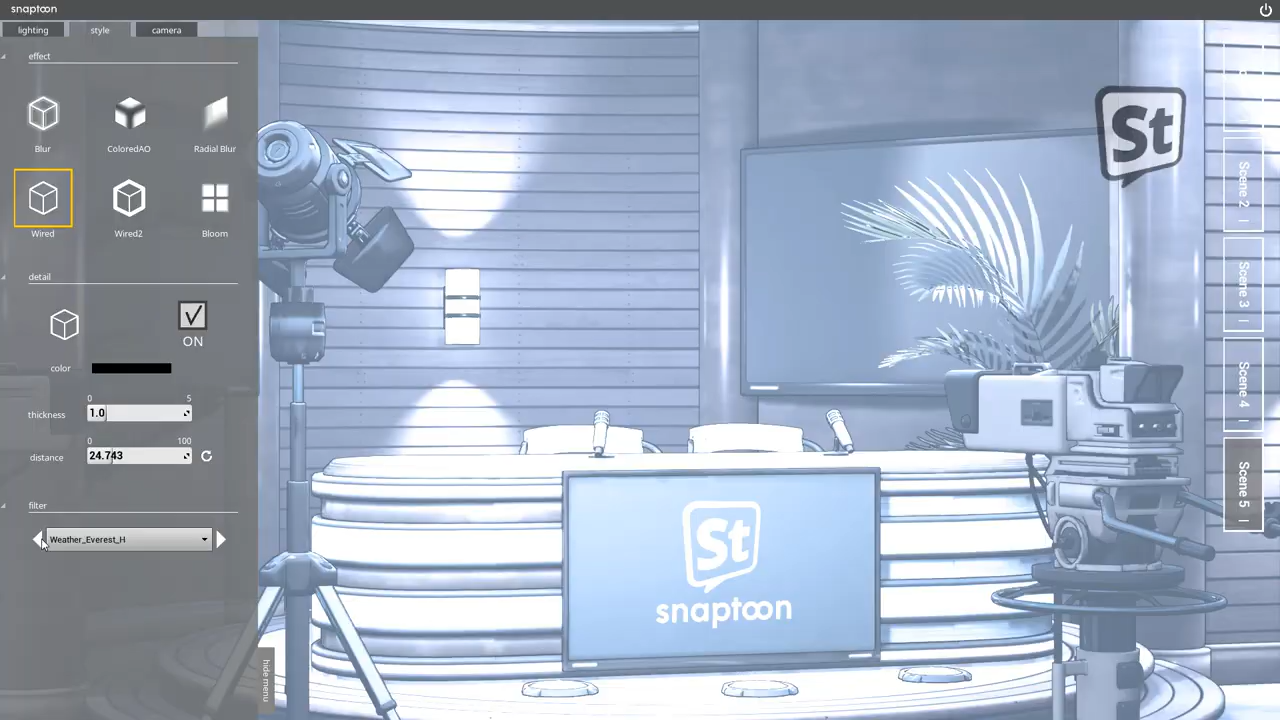 snaptoon
lighting
style
camera
effect
Blur
ColoredAO
Radial Blur
Wired
Wired2
Bloom
detail
ON
color
0
5
thickness
1.0
0
100
distance
24.743
filter
Weather_Everest_H
hide menu
St
St
snaptoon
Scene 2
Scene 3
Scene 4
Scene 5